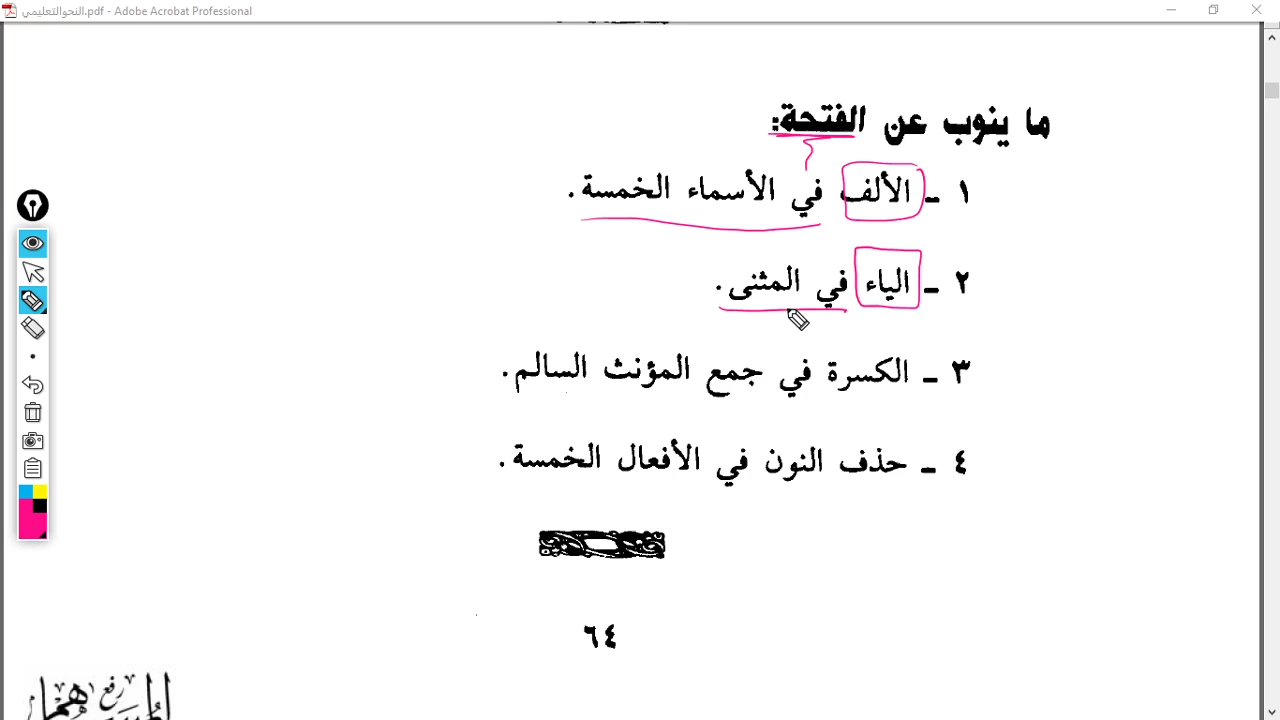 النحوالتعليمي.pdf - Adobe Acrobat Professional
ما ينوب عن الفتحة:
١ ـ الألف في الأسماء الخمسة.
٢ ـ الياء في المثنى.
٣ ـ الكسرة في جمع المؤنث السالم.
٤ ـ حذف النون في الأفعال الخمسة.
٦٤
رفع